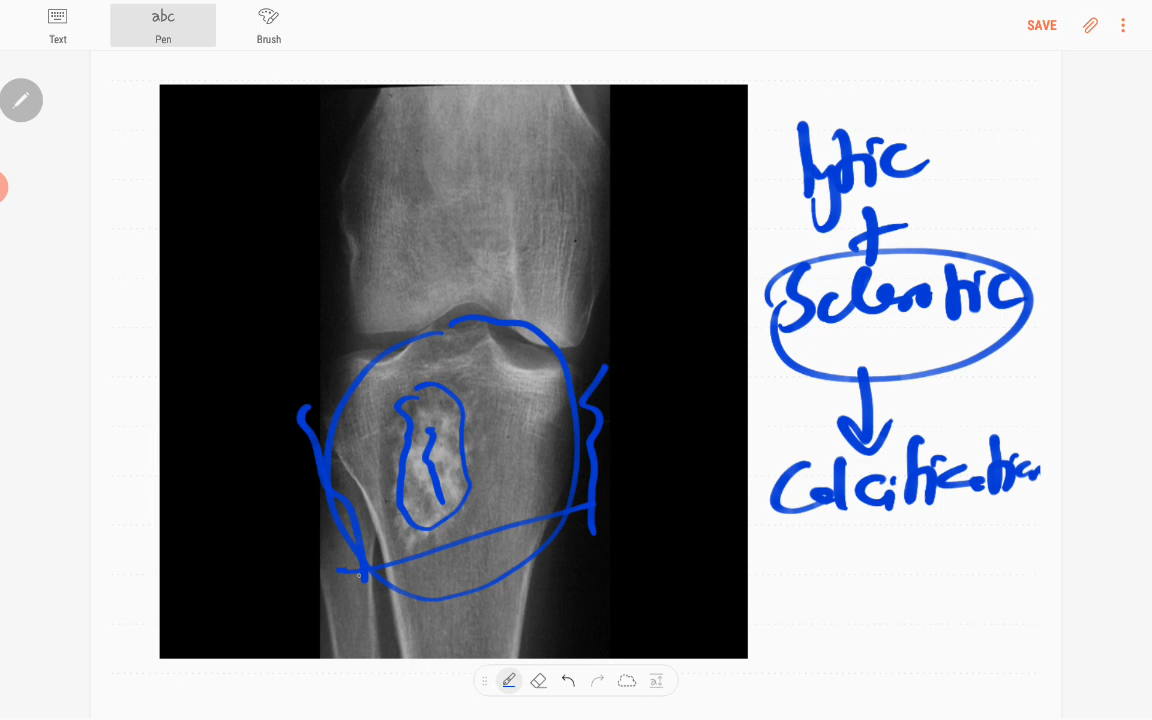 abc
Text
Pen
Brush
SAVE
lytic
+
Sclerotic
Calcification